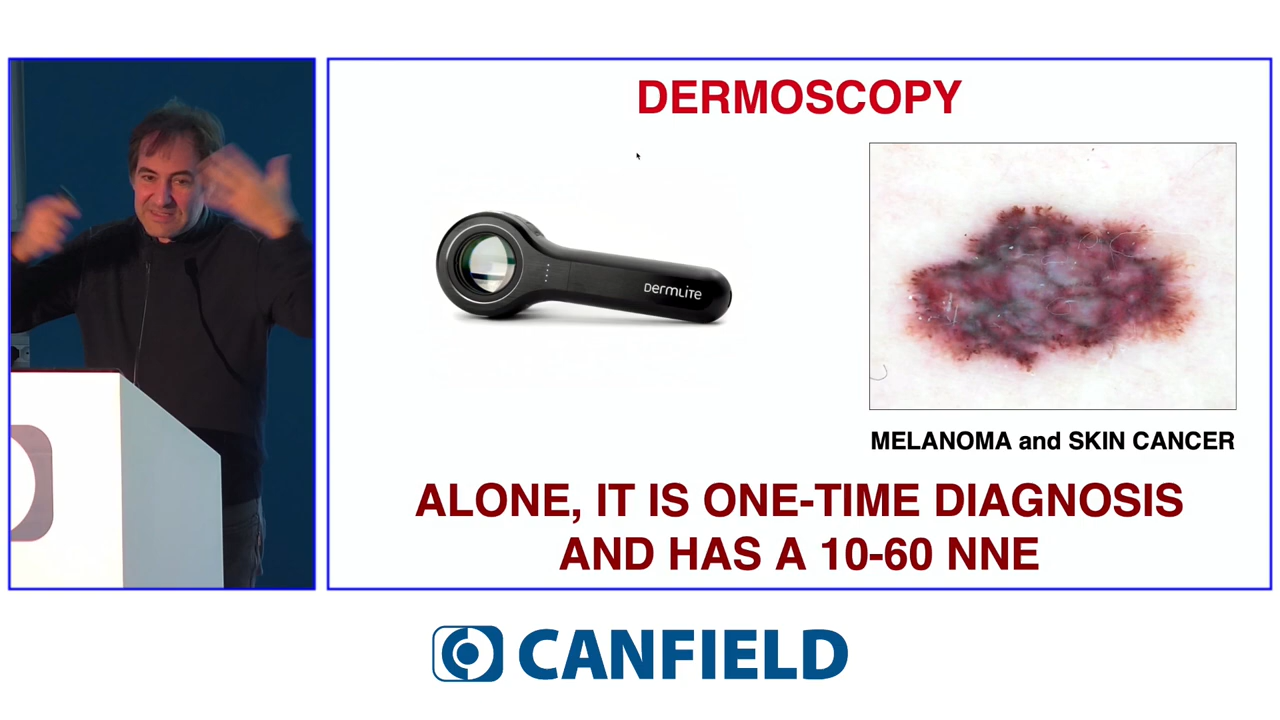 DERMOSCOPY
DERMLITE
MELANOMA and SKIN CANCER
ALONE, IT IS ONE-TIME DIAGNOSIS
AND HAS A 10-60 NNE
CANFIELD